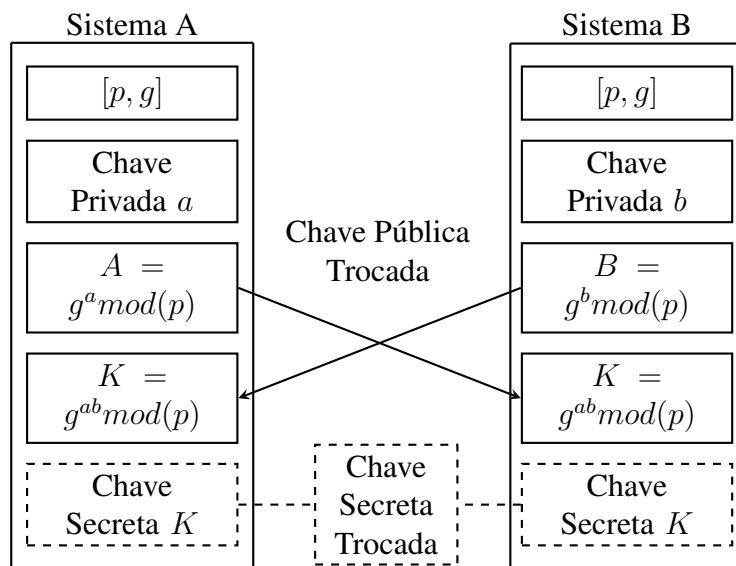 Sistema A
[p, g]
Chave
Privada a
A =
g^a mod(p)
K =
g^{ab} mod(p)
Chave
Secreta K
Chave Pública
Trocada
Chave
Secreta
Trocada
Sistema B
[p, g]
Chave
Privada b
B =
g^b mod(p)
K =
g^{ab} mod(p)
Chave
Secreta K